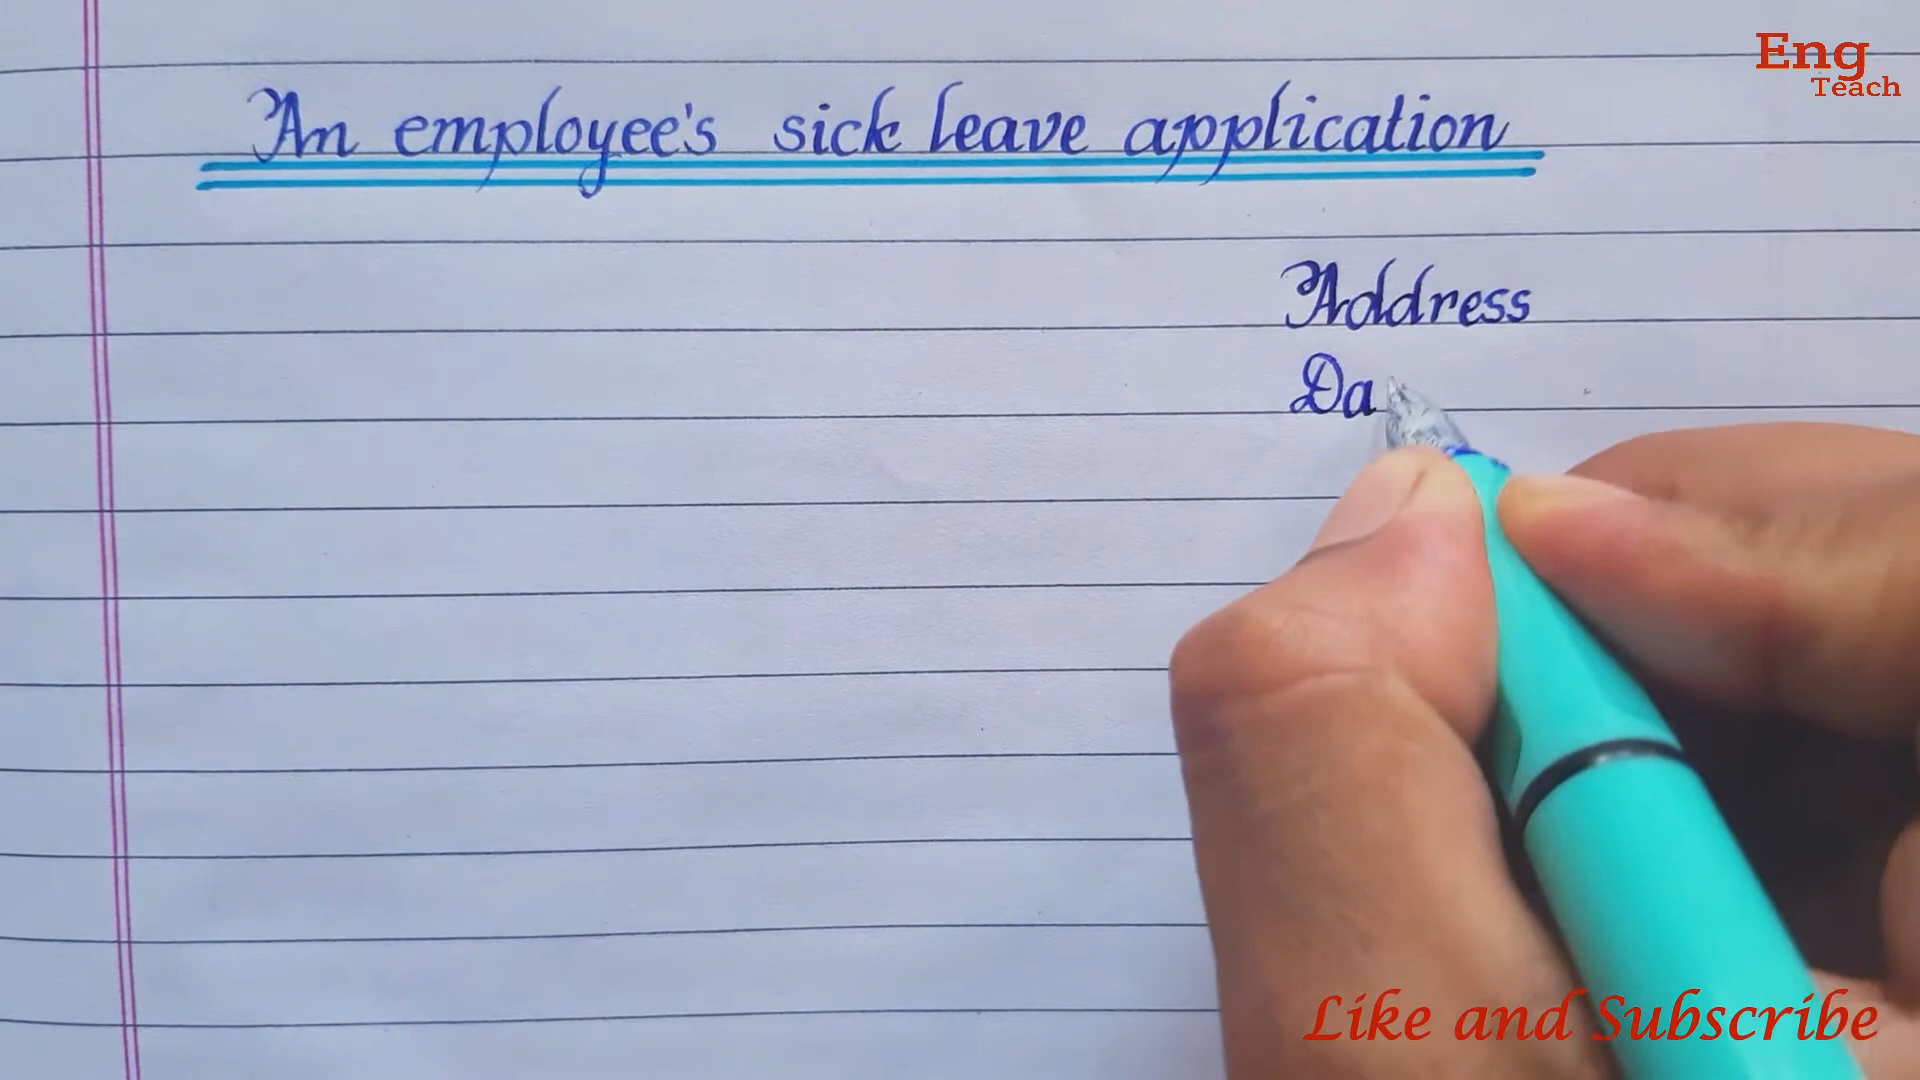 Eng
Teach
An employee's sick leave application
Address
Da
Like and Subscribe